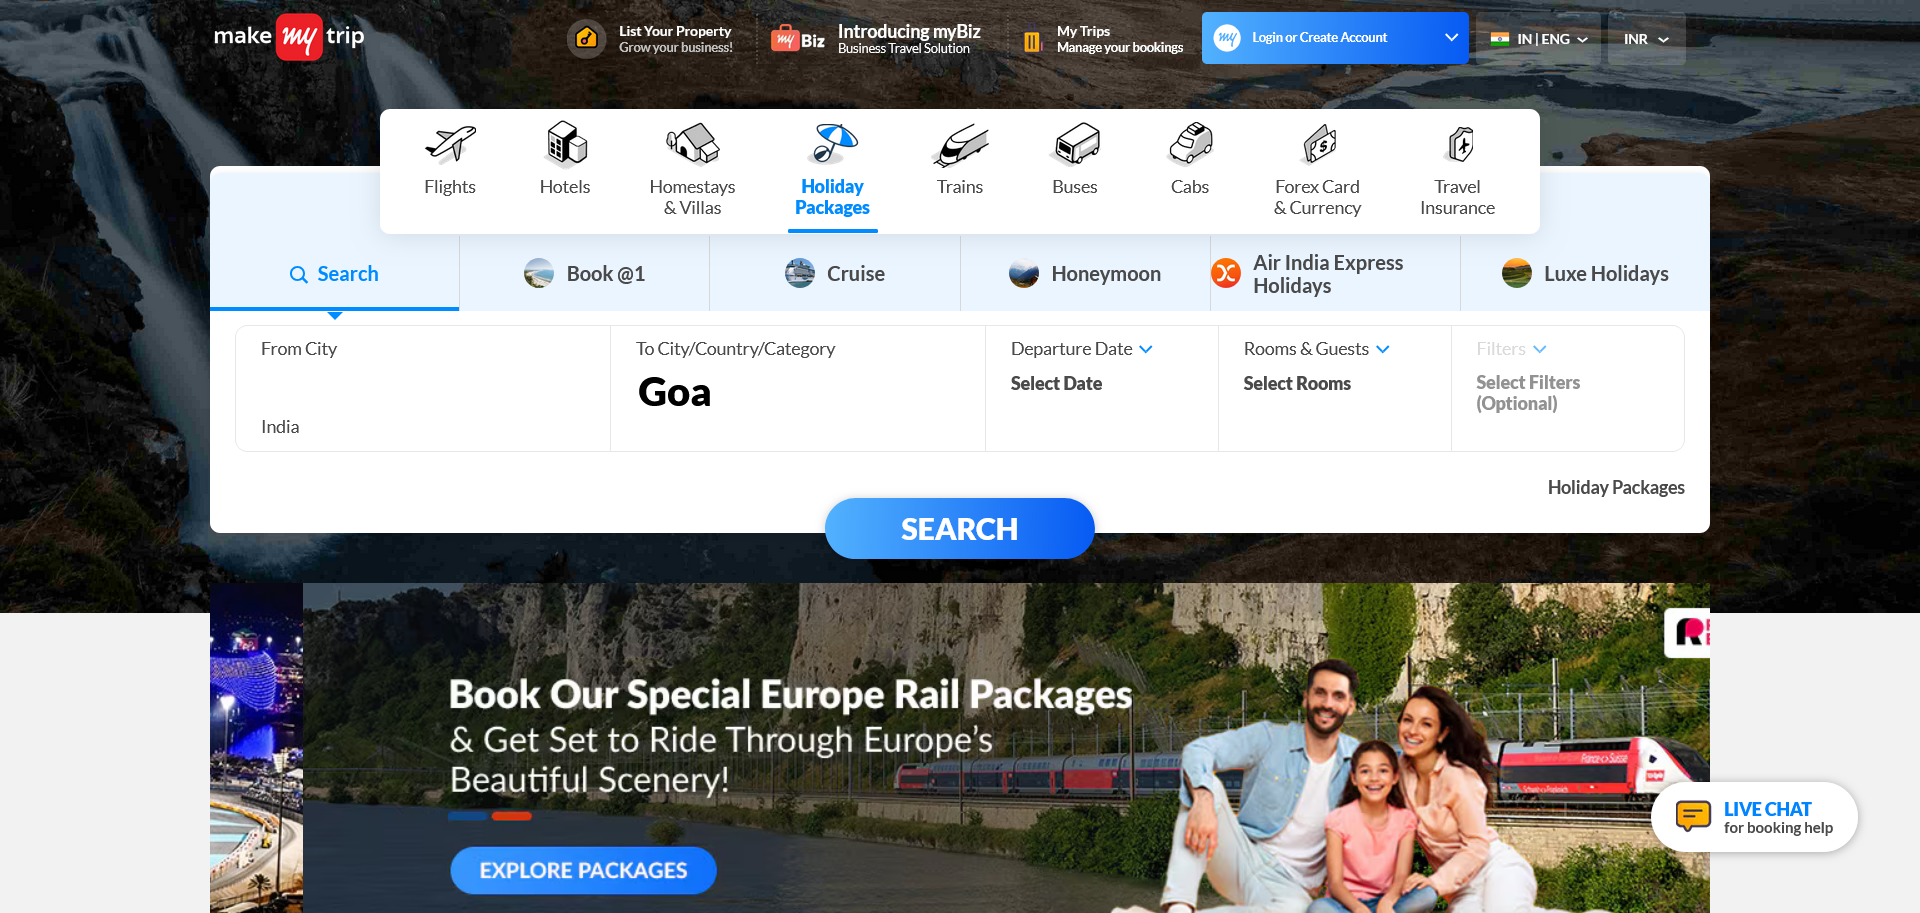 make my trip
List Your Property
Grow your business!
my Biz
Introducing myBiz
Business Travel Solution
My Trips
Manage your bookings
my
Login or Create Account
IN | ENG
INR
Flights
Hotels
Homestays
& Villas
Holiday
Packages
Trains
Buses
Cabs
Forex Card
& Currency
Travel
Insurance
Search
Book @1
Cruise
Honeymoon
Air India Express
Holidays
Luxe Holidays
From City
India
To City/Country/Category
Goa
Departure Date
Select Date
Rooms & Guests
Select Rooms
Filters
Select Filters
(Optional)
Holiday Packages
SEARCH
Book Our Special Europe Rail Packages
& Get Set to Ride Through Europe's
Beautiful Scenery!
EXPLORE PACKAGES
LIVE CHAT
for booking help